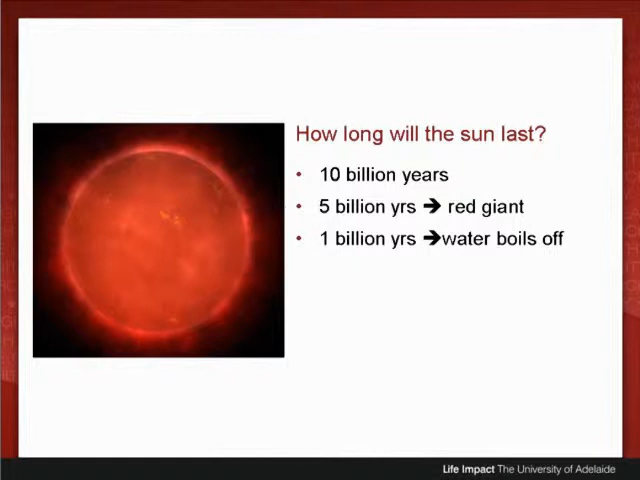 How long will the sun last?
• 10 billion years
• 5 billion yrs ➔ red giant
• 1 billion yrs ➔water boils off
Life Impact The University of Adelaide